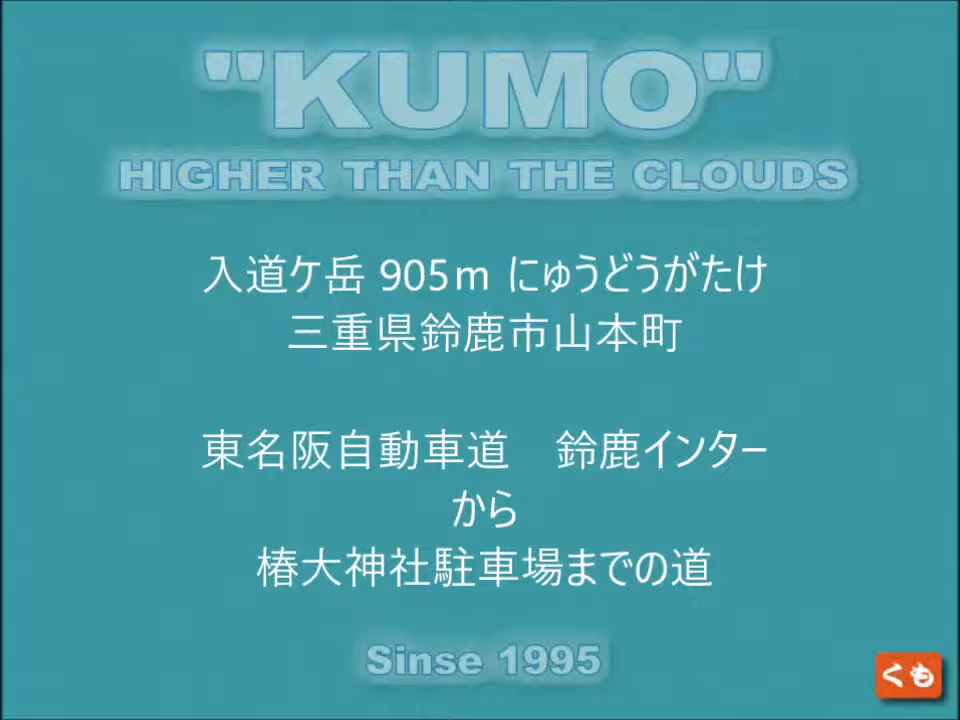 "KUMO"
HIGHER THAN THE CLOUDS
入道ケ岳 905m にゅうどうがたけ
三重県鈴鹿市山本町
東名阪自動車道　鈴鹿インター
から
椿大神社駐車場までの道
Sinse 1995
くも